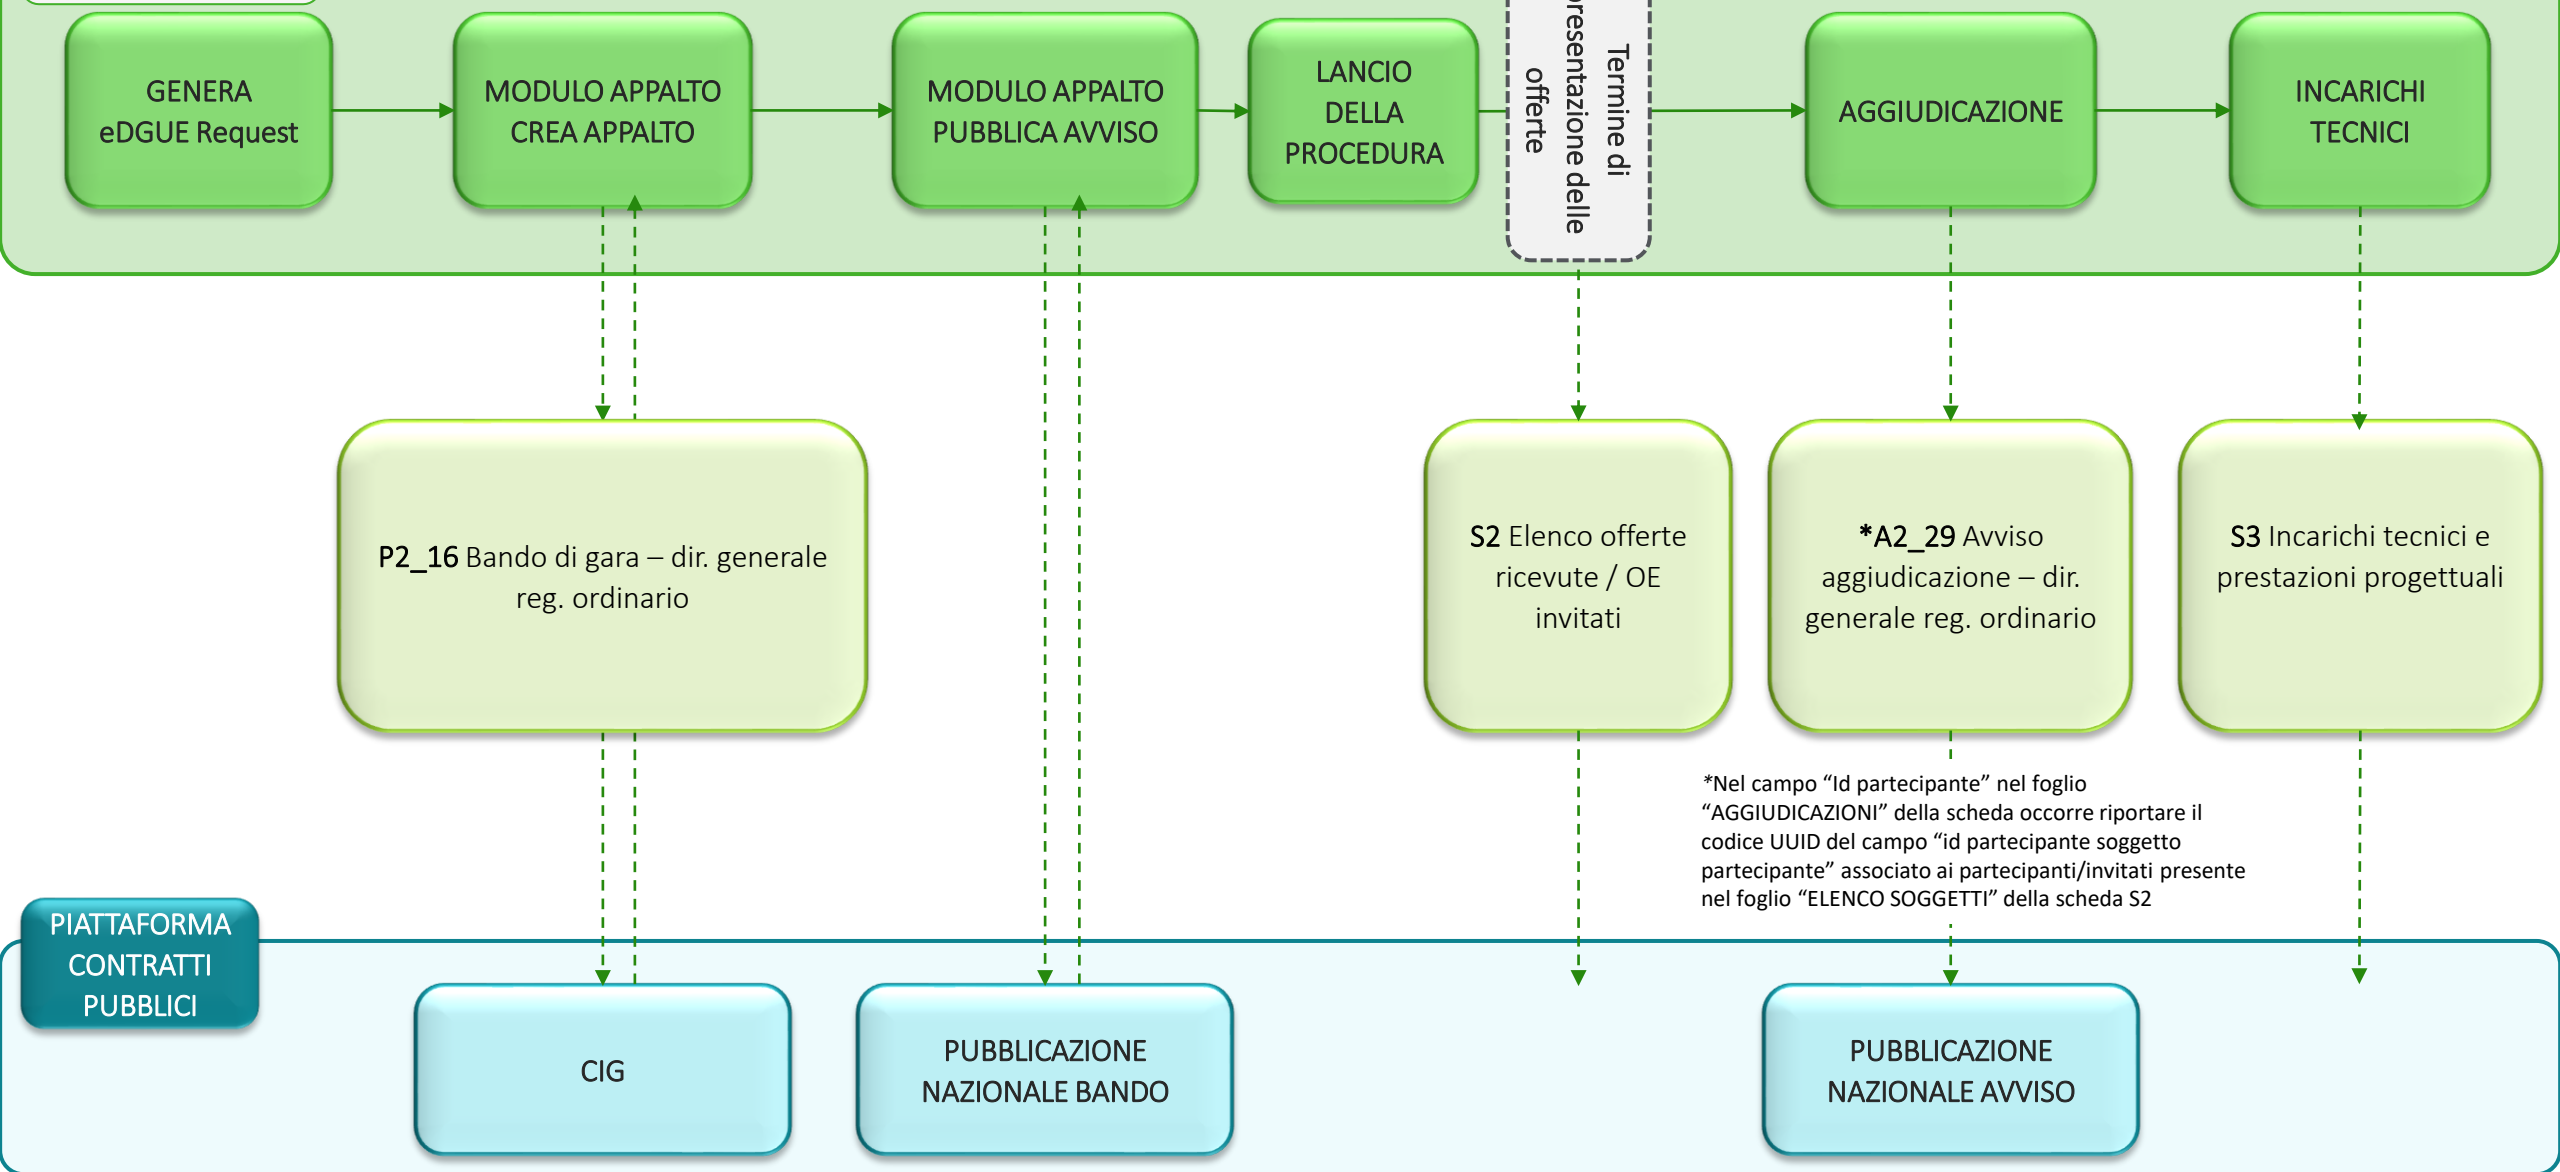 GENERA
eDGUE Request
MODULO APPALTO
CREA APPALTO
MODULO APPALTO
PUBBLICA AVVISO
LANCIO
DELLA
PROCEDURA
Termine di
presentazione delle
offerte
AGGIUDICAZIONE
INCARICHI
TECNICI
P2_16 Bando di gara – dir. generale
reg. ordinario
S2 Elenco offerte
ricevute / OE
invitati
*A2_29 Avviso
aggiudicazione – dir.
generale reg. ordinario
S3 Incarichi tecnici e
prestazioni progettuali
*Nel campo “Id partecipante” nel foglio
“AGGIUDICAZIONI” della scheda occorre riportare il
codice UUID del campo “id partecipante soggetto
partecipante” associato ai partecipanti/invitati presente
nel foglio “ELENCO SOGGETTI” della scheda S2
PIATTAFORMA
CONTRATTI
PUBBLICI
CIG
PUBBLICAZIONE
NAZIONALE BANDO
PUBBLICAZIONE
NAZIONALE AVVISO